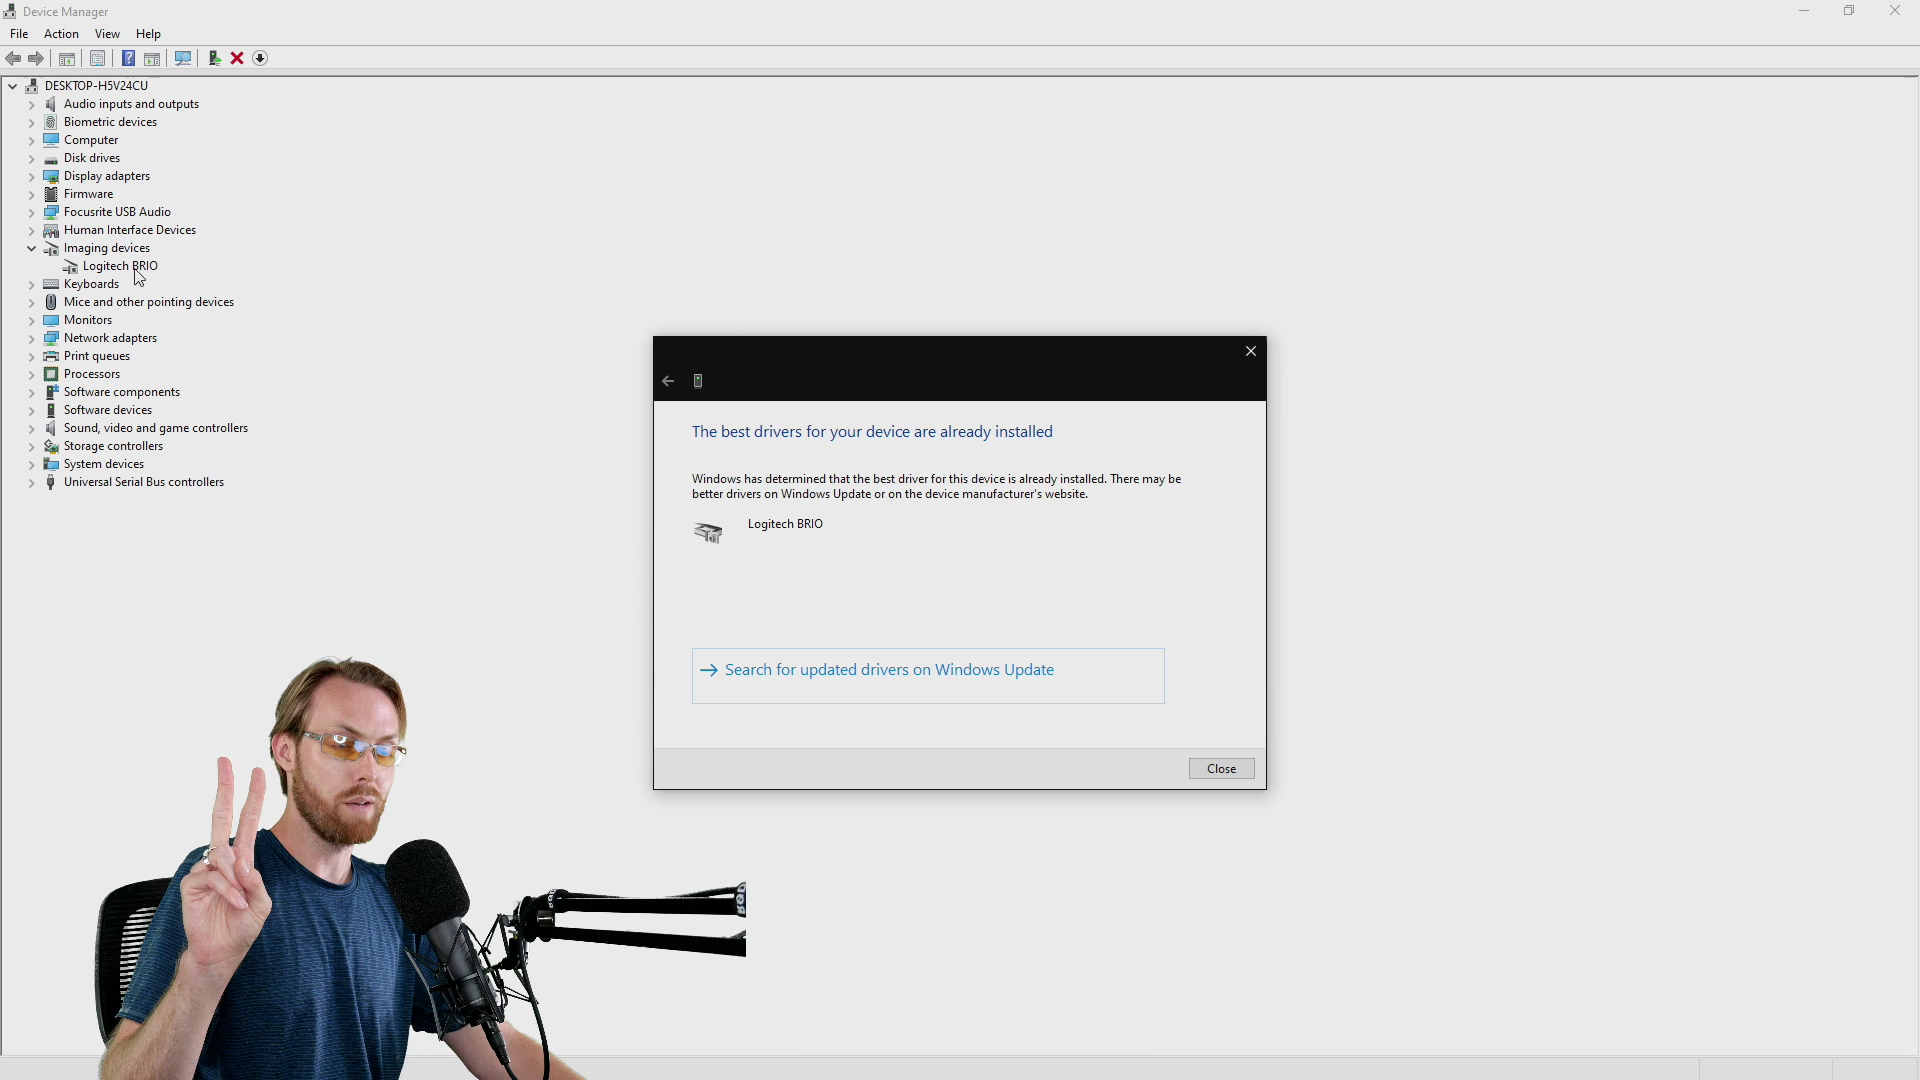 Device Manager
File Action View Help
DESKTOP-H5V24CU
Audio inputs and outputs
Biometric devices
Computer
Disk drives
Display adapters
Firmware
Focusrite USB Audio
Human Interface Devices
Imaging devices
Logitech BRIO
Keyboards
Mice and other pointing devices
Monitors
Network adapters
Print queues
Processors
Software components
Software devices
Sound, video and game controllers
Storage controllers
System devices
Universal Serial Bus controllers
The best drivers for your device are already installed
Windows has determined that the best driver for this device is already installed. There may be
better drivers on Windows Update or on the device manufacturer's website.
Logitech BRIO
Search for updated drivers on Windows Update
Close